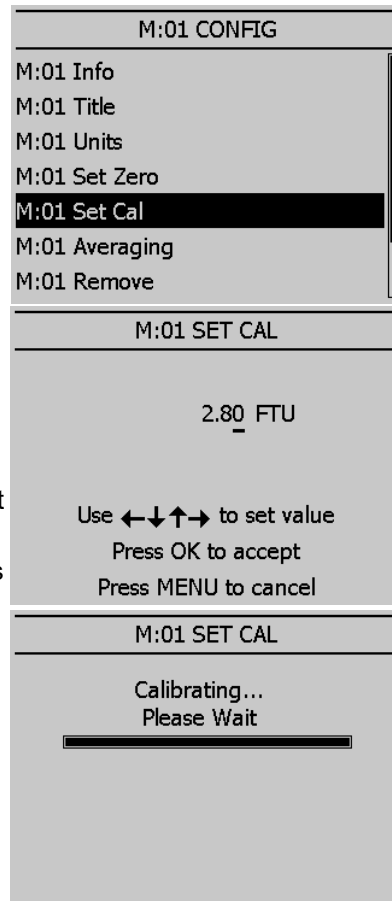 M:01 CONFIG
M:01 Info
M:01 Title
M:01 Units
M:01 Set Zero
M:01 Set Cal
M:01 Averaging
M:01 Remove
M:01 SET CAL
2.80 FTU
Use ←↓↑→ to set value
Press OK to accept
Press MENU to cancel
M:01 SET CAL
Calibrating...
Please Wait